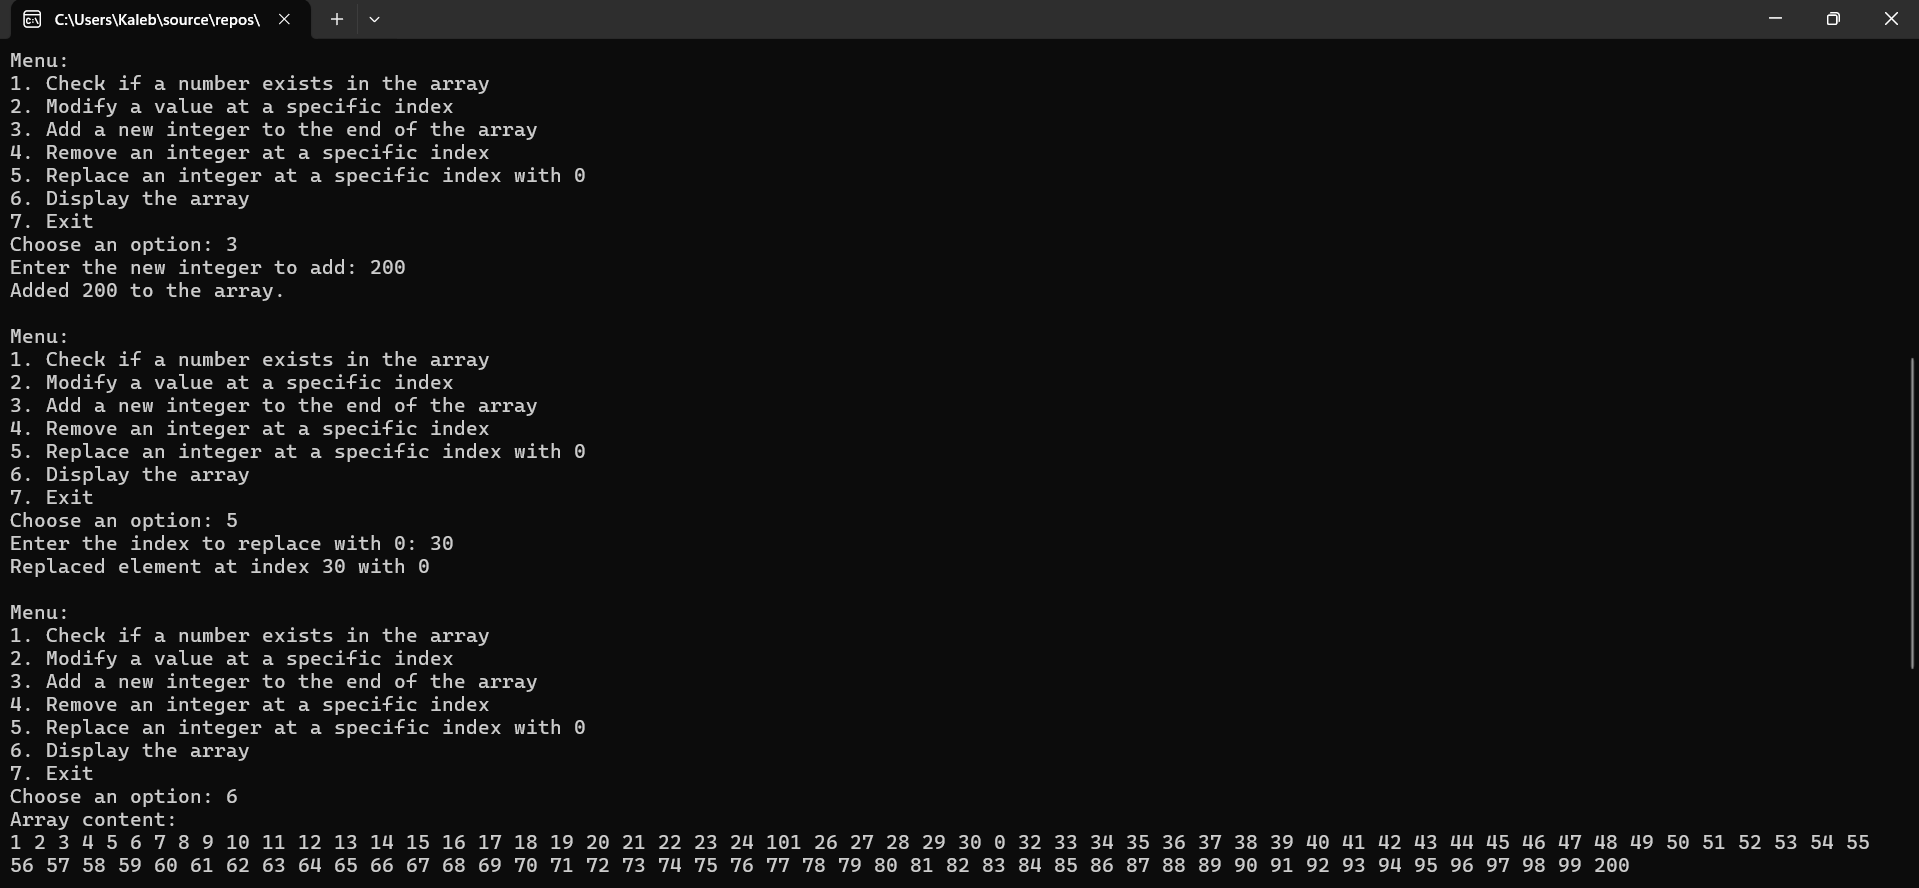 C:\Users\Kaleb\source\repos\
Menu:
1. Check if a number exists in the array
2. Modify a value at a specific index
3. Add a new integer to the end of the array
4. Remove an integer at a specific index
5. Replace an integer at a specific index with 0
6. Display the array
7. Exit
Choose an option: 3
Enter the new integer to add: 200
Added 200 to the array.
Menu:
1. Check if a number exists in the array
2. Modify a value at a specific index
3. Add a new integer to the end of the array
4. Remove an integer at a specific index
5. Replace an integer at a specific index with 0
6. Display the array
7. Exit
Choose an option: 5
Enter the index to replace with 0: 30
Replaced element at index 30 with 0
Menu:
1. Check if a number exists in the array
2. Modify a value at a specific index
3. Add a new integer to the end of the array
4. Remove an integer at a specific index
5. Replace an integer at a specific index with 0
6. Display the array
7. Exit
Choose an option: 6
Array content:
1 2 3 4 5 6 7 8 9 10 11 12 13 14 15 16 17 18 19 20 21 22 23 24 101 26 27 28 29 30 0 32 33 34 35 36 37 38 39 40 41 42 43 44 45 46 47 48 49 50 51 52 53 54 55
56 57 58 59 60 61 62 63 64 65 66 67 68 69 70 71 72 73 74 75 76 77 78 79 80 81 82 83 84 85 86 87 88 89 90 91 92 93 94 95 96 97 98 99 200